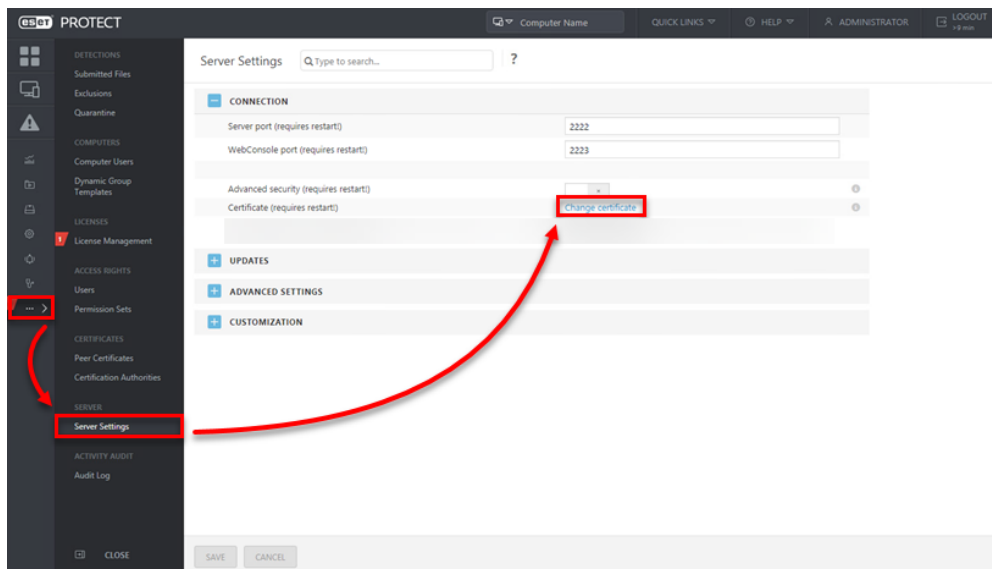 eset PROTECT
Computer Name
QUICK LINKS
HELP
ADMINISTRATOR
LOGOUT
>9 min
DETECTIONS
Submitted Files
Exclusions
Quarantine
COMPUTERS
Computer Users
Dynamic Group
Templates
LICENSES
1
License Management
ACCESS RIGHTS
Users
Permission Sets
CERTIFICATES
Peer Certificates
Certification Authorities
SERVER
Server Settings
ACTIVITY AUDIT
Audit Log
CLOSE
Server Settings
Type to search...
?
CONNECTION
Server port (requires restart!)
2222
WebConsole port (requires restart!)
2223
Advanced security (requires restart!)
Certificate (requires restart!)
Change certificate
UPDATES
ADVANCED SETTINGS
CUSTOMIZATION
SAVE
CANCEL